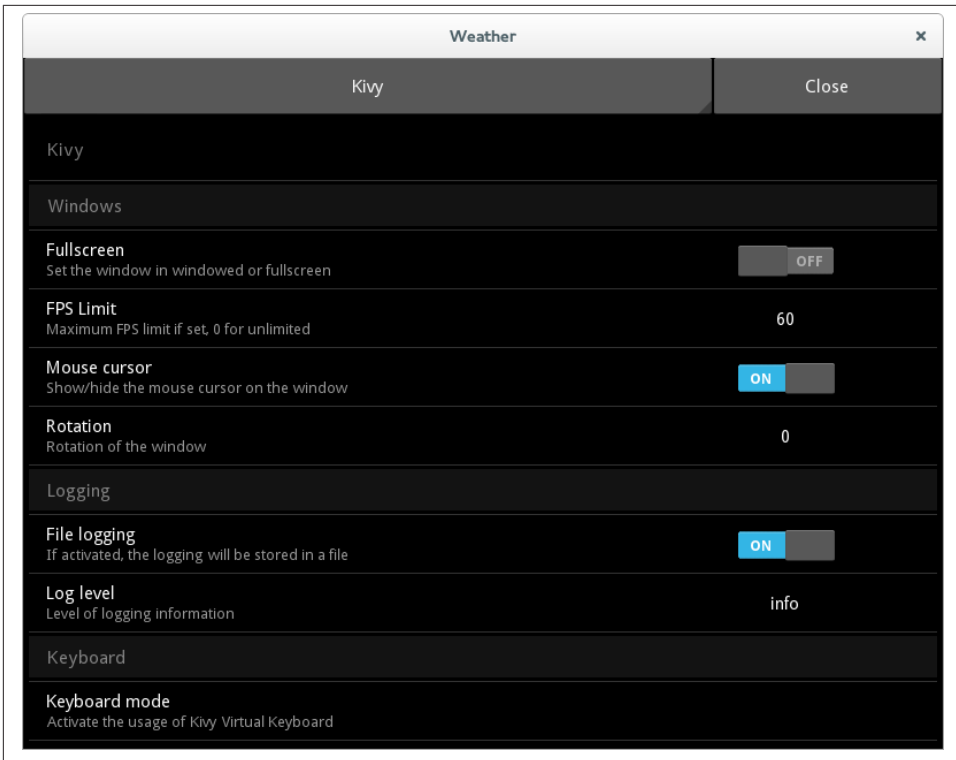 Weather ×
Kivy Close
Kivy
Windows
Fullscreen
Set the window in windowed or fullscreen
OFF
FPS Limit
Maximum FPS limit if set, 0 for unlimited
60
Mouse cursor
Show/hide the mouse cursor on the window
ON
Rotation
Rotation of the window
0
Logging
File logging
If activated, the logging will be stored in a file
ON
Log level
Level of logging information
info
Keyboard
Keyboard mode
Activate the usage of Kivy Virtual Keyboard